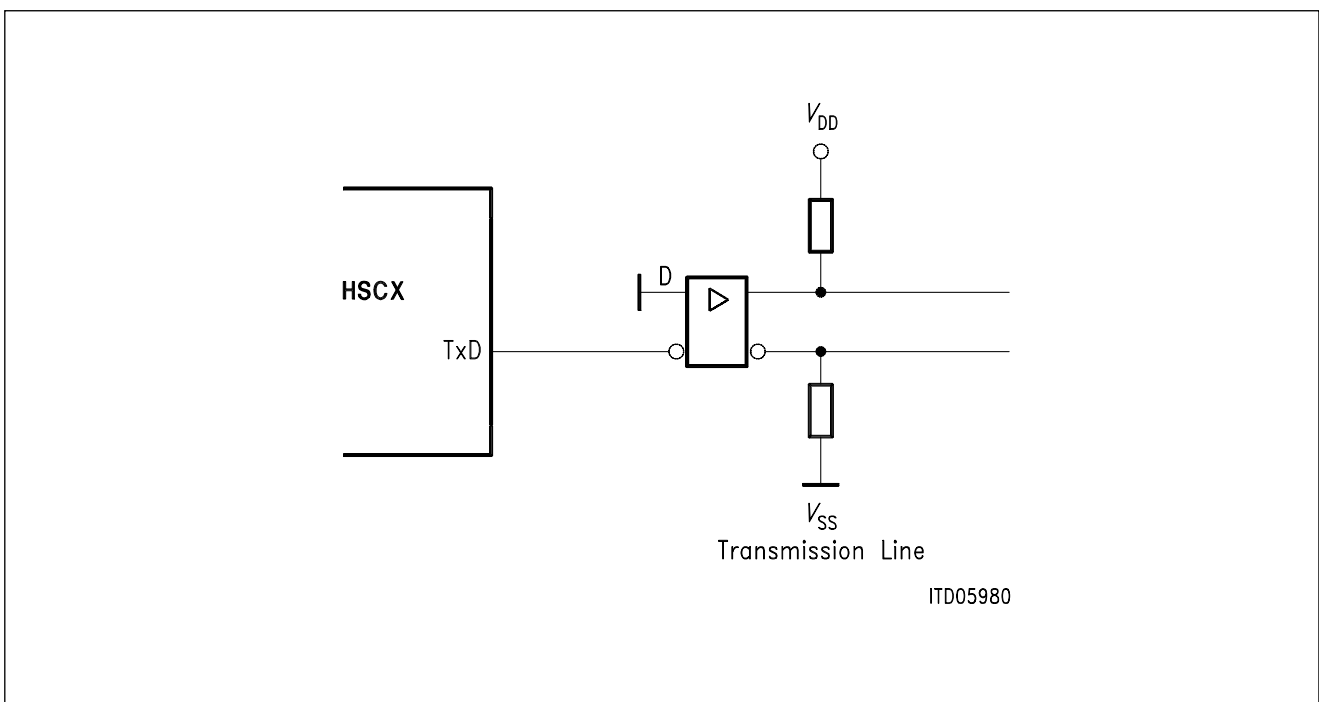 V_DD
D
HSCX
TxD
V_SS
Transmission Line
ITD05980